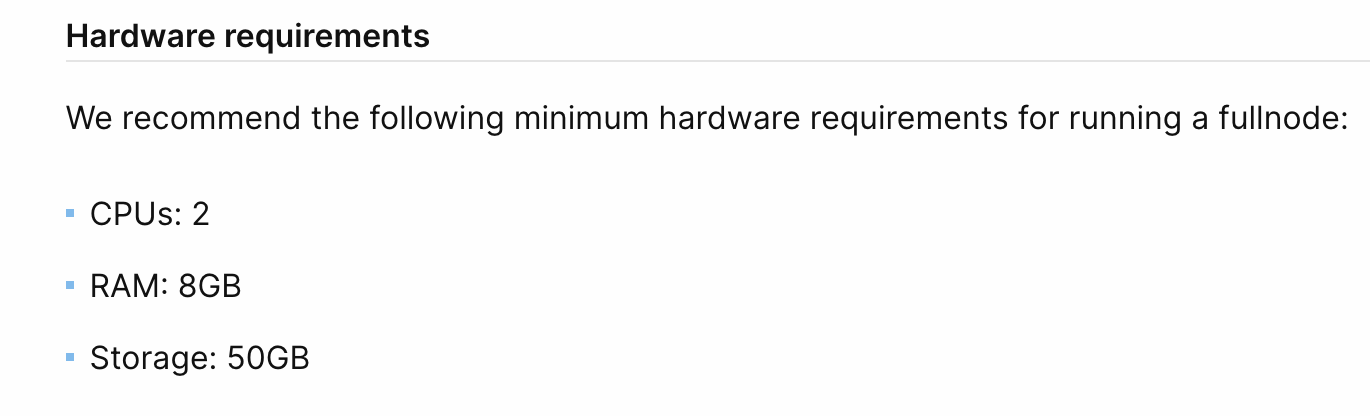 Hardware requirements
We recommend the following minimum hardware requirements for running a fullnode:
CPUs: 2
RAM: 8GB
Storage: 50GB